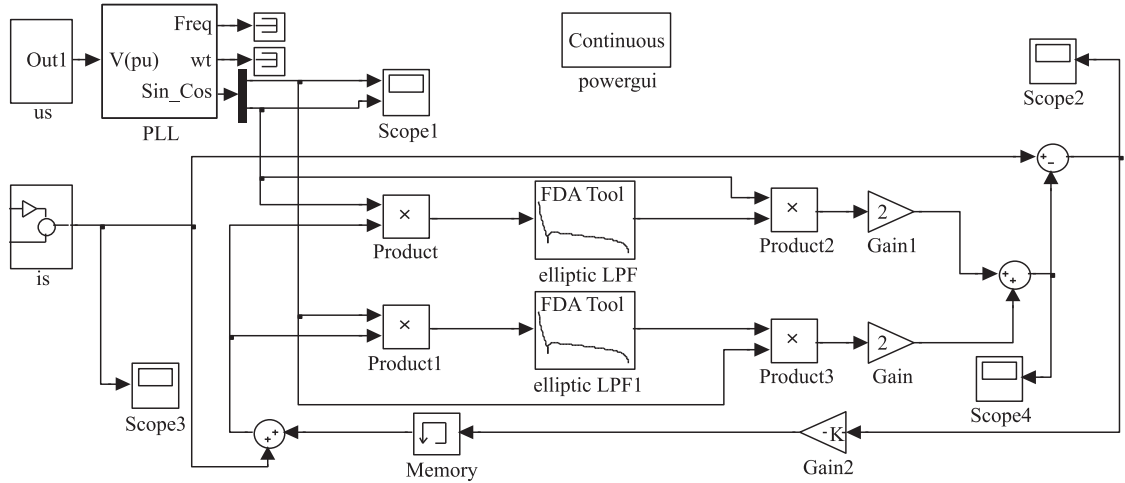 Freq
Continuous
Out1
V(pu)
wt
Sin_Cos
powergui
Scope2
us
PLL
Scope1
+
−
FDA Tool
×
×
2
Product
Product2
Gain1
elliptic LPF
is
+
+
FDA Tool
×
×
2
Product1
Product3
Gain
elliptic LPF1
Scope3
Scope4
+
+
-K-
Memory
Gain2